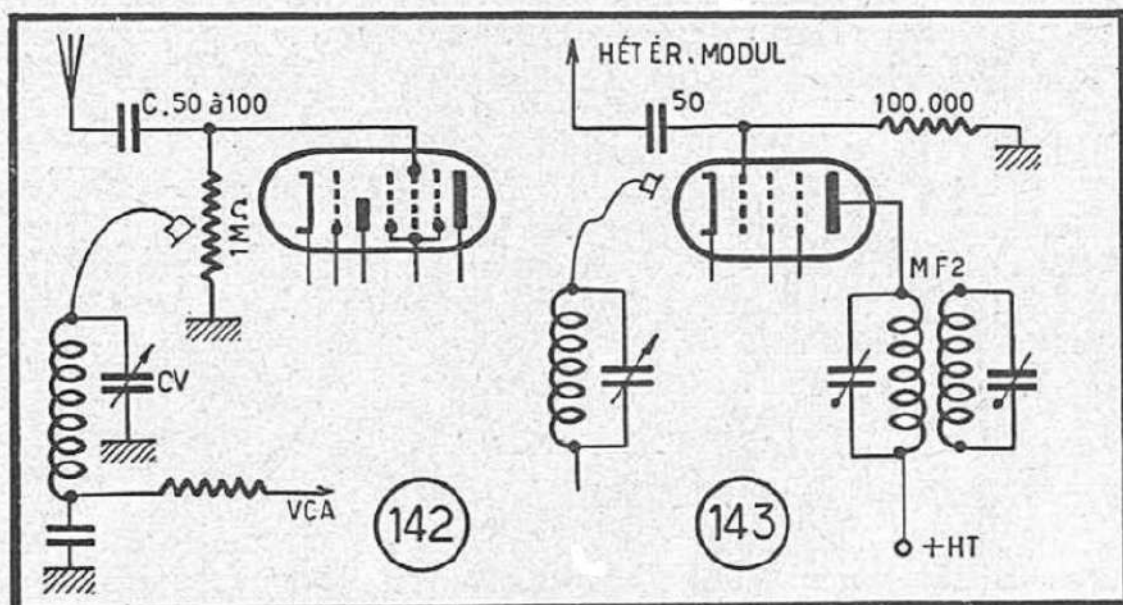 C.50 à 100
1MΩ
CV
VCA
142
HÉTÉR.MODUL
50
100.000
MF2
+HT
143